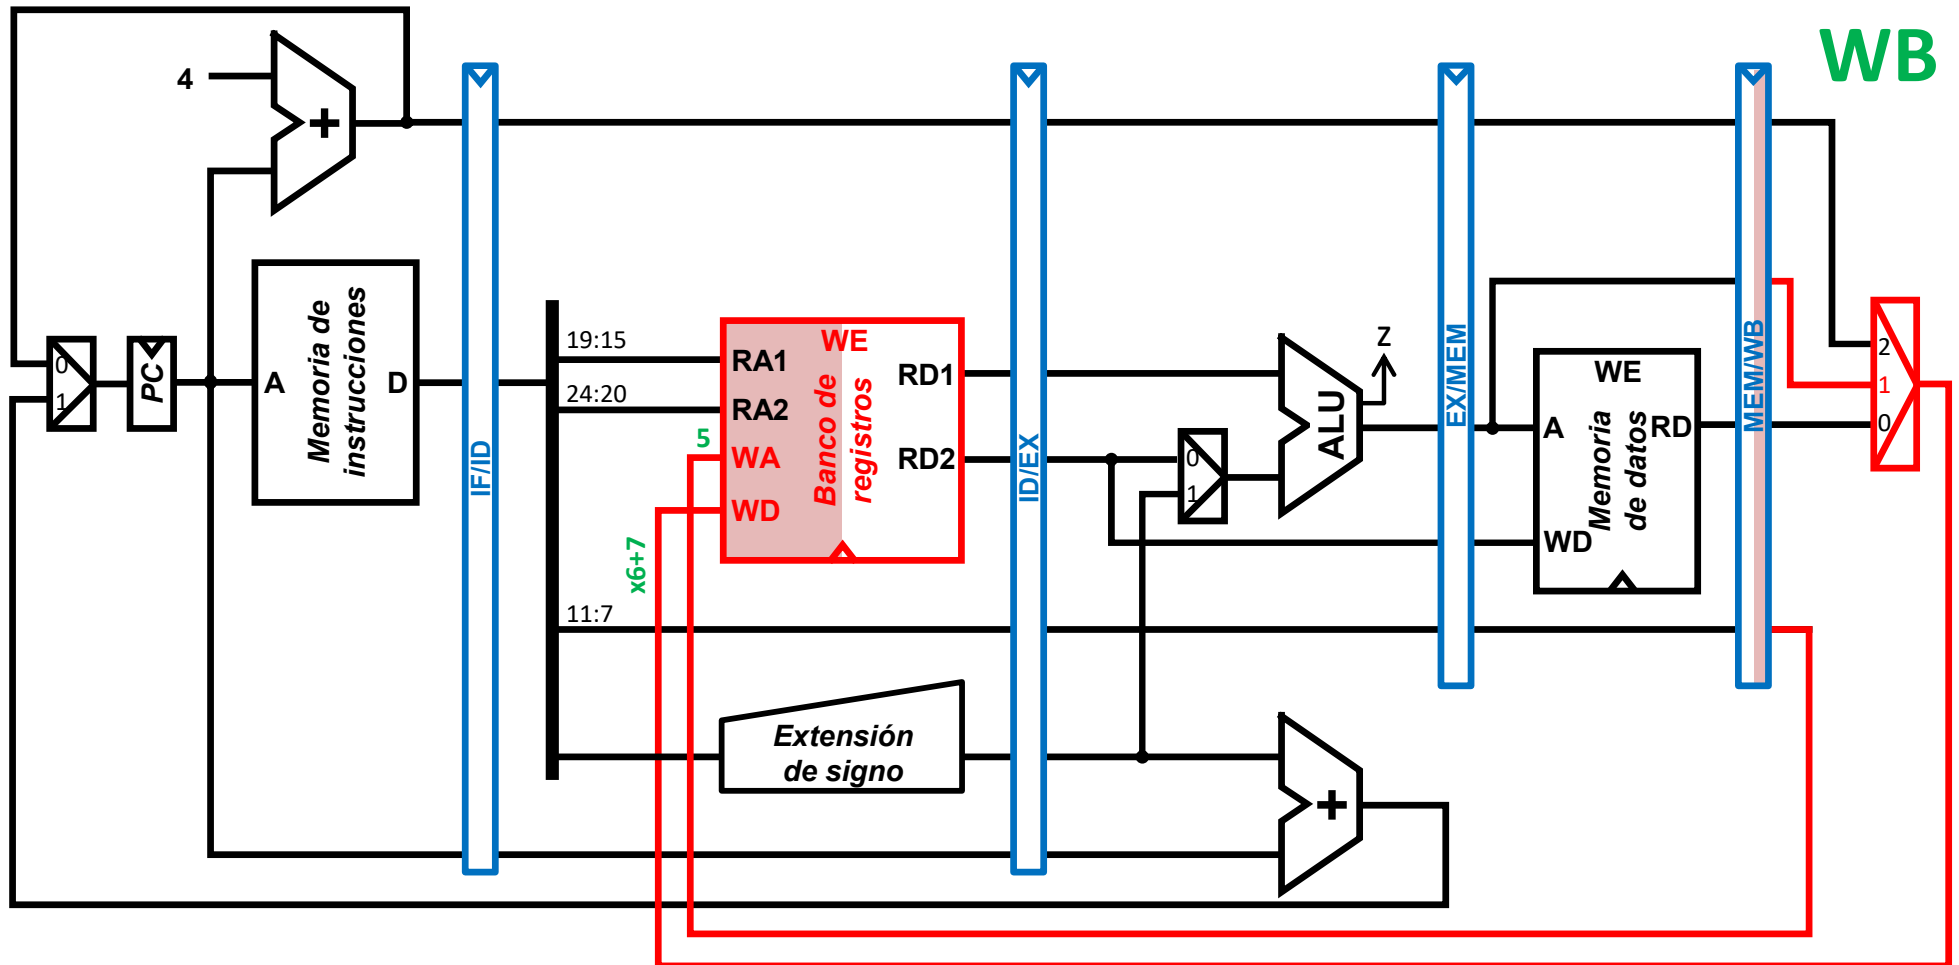 WB
4
+
19:15
24:20
5
x6+7
11:7
0
1
PC
A
D
Memoria de
instrucciones
IF/ID
RA1
RA2
WA
WD
WE
RD1
RD2
Banco de
registros
Extensión
de signo
ID/EX
0
1
ALU
Z
+
EX/MEM
A
WE
RD
WD
Memoria
de datos
MEM/WB
2
1
0